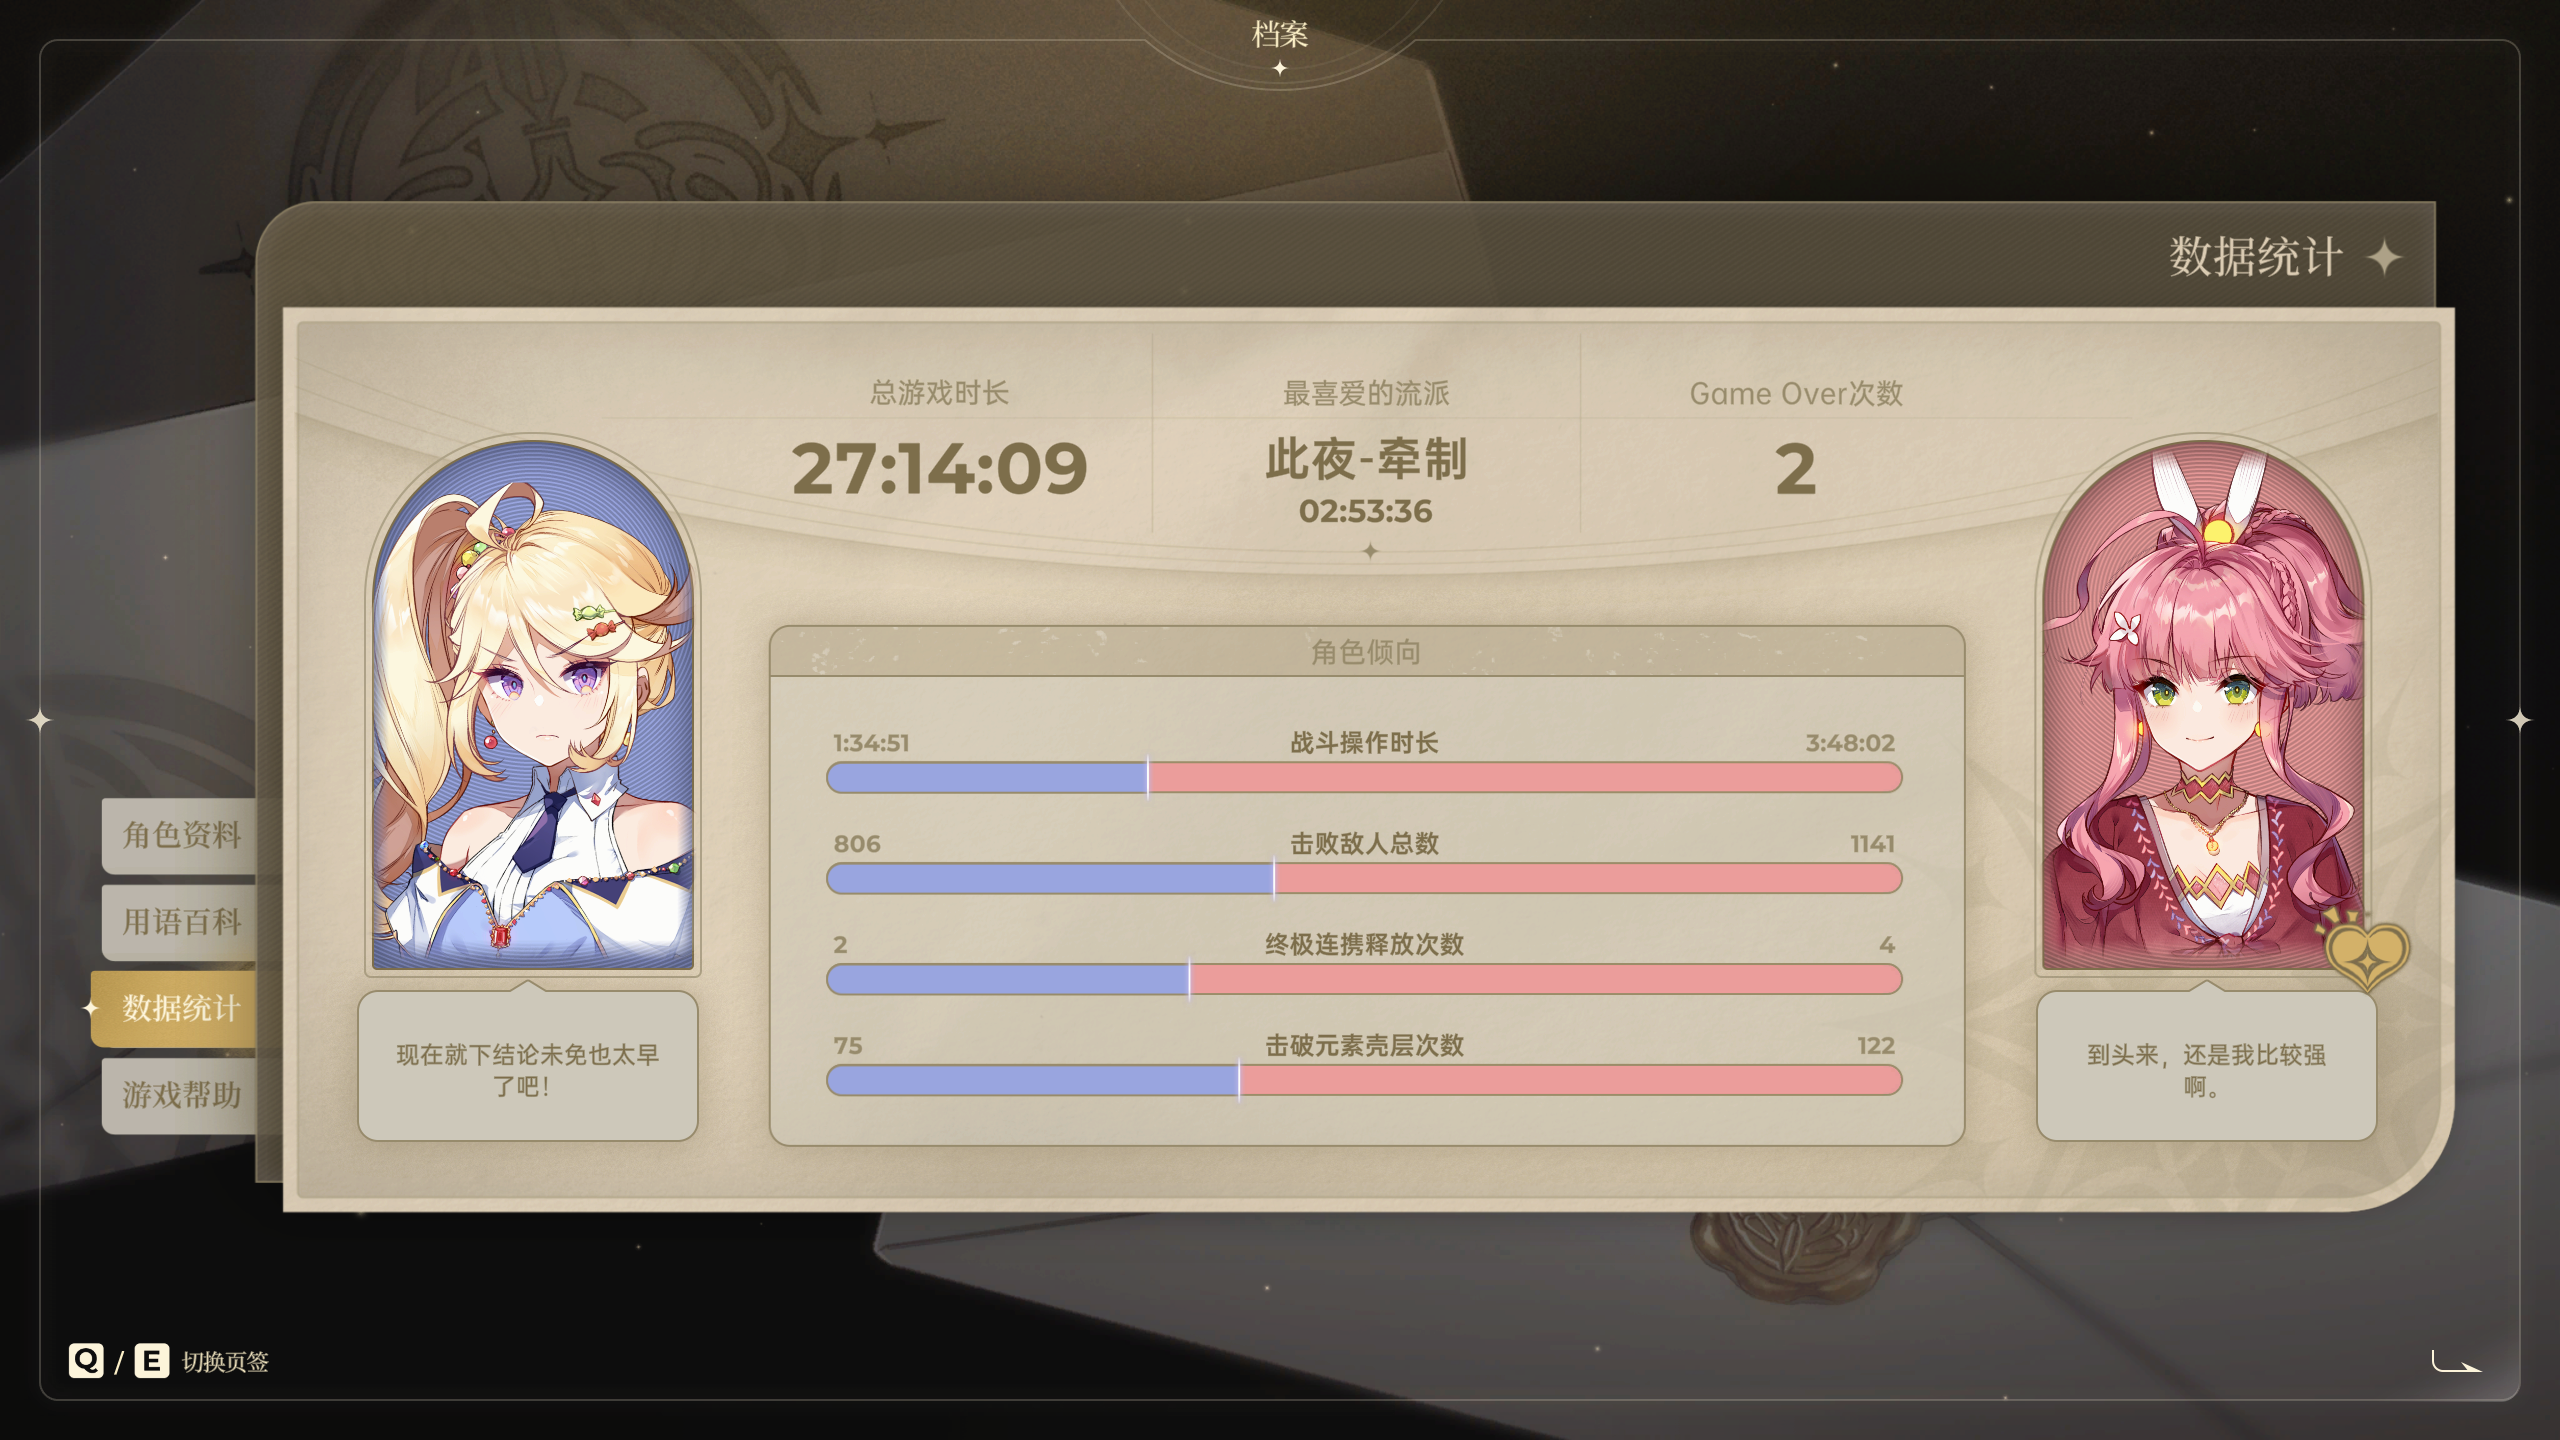 档案
数据统计
总游戏时长
27:14:09
最喜爱的流派
此夜-牵制
02:53:36
Game Over次数
2
角色倾向
1:34:51 战斗操作时长 3:48:02
806 击败敌人总数 1141
2 终极连携释放次数 4
75 击破元素壳层次数 122
现在就下结论未免也太早
了吧！
到头来，还是我比较强
啊。
角色资料
用语百科
数据统计
游戏帮助
Q / E 切换页签